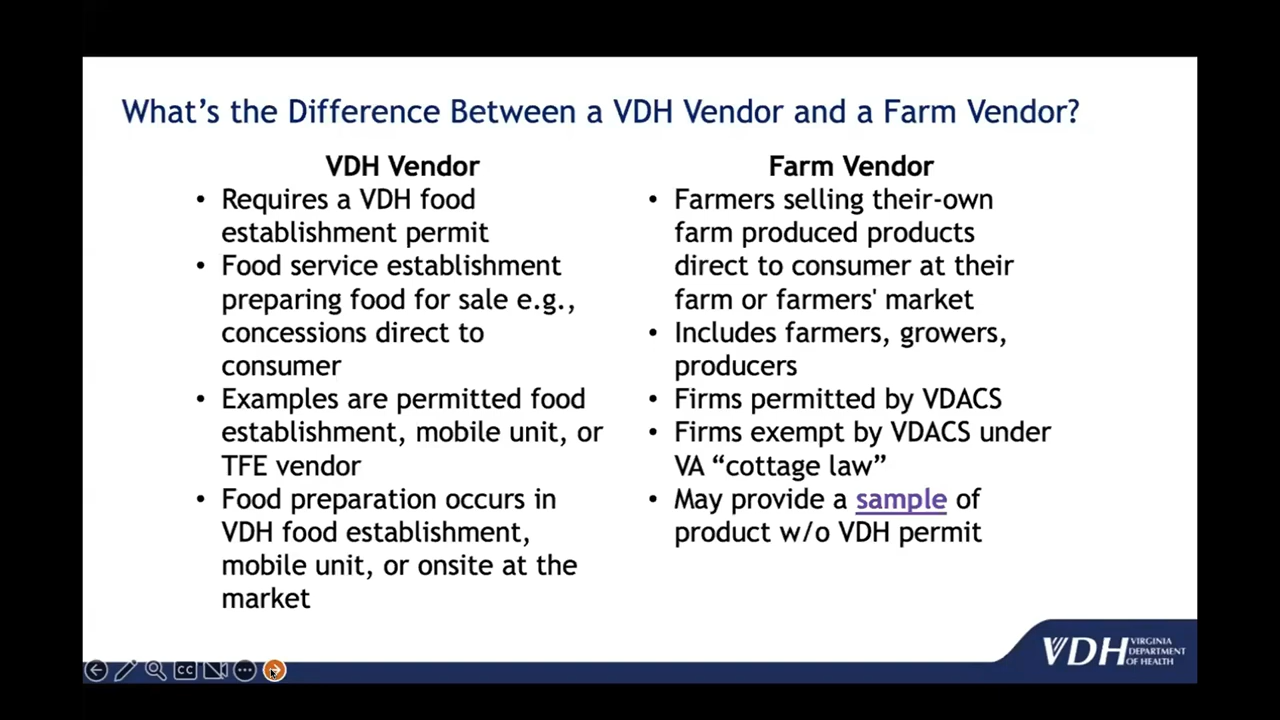 What's the Difference Between a VDH Vendor and a Farm Vendor?
VDH Vendor
• Requires a VDH food
establishment permit
• Food service establishment
preparing food for sale e.g.,
concessions direct to
consumer
• Examples are permitted food
establishment, mobile unit, or
TFE vendor
• Food preparation occurs in
VDH food establishment,
mobile unit, or onsite at the
market
Farm Vendor
• Farmers selling their-own
farm produced products
direct to consumer at their
farm or farmers' market
• Includes farmers, growers,
producers
• Firms permitted by VDACS
• Firms exempt by VDACS under
VA “cottage law”
• May provide a sample of
product w/o VDH permit
CC
VDH
VIRGINIA
DEPARTMENT
OF HEALTH